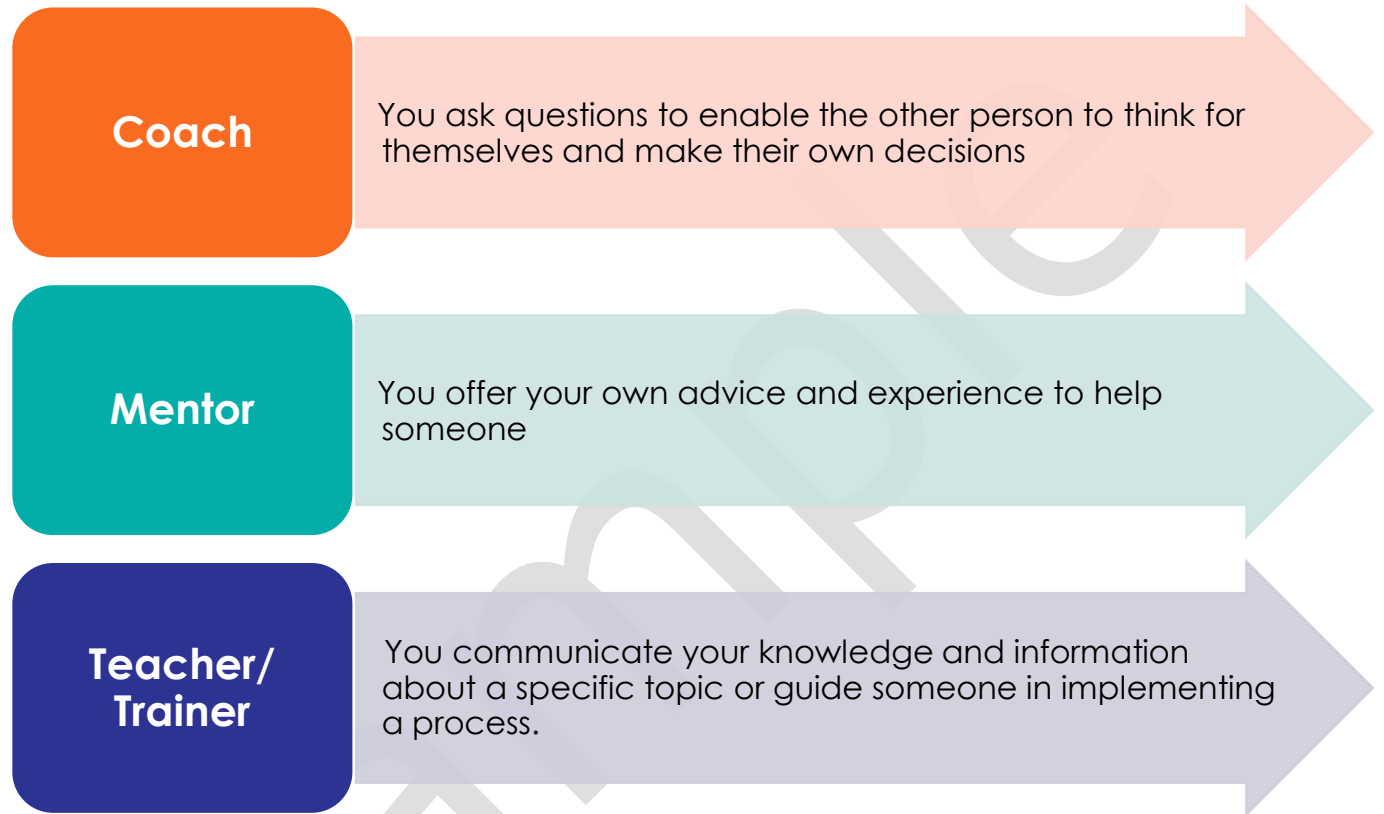 Coach
You ask questions to enable the other person to think for
themselves and make their own decisions
Mentor
You offer your own advice and experience to help
someone
Teacher/
Trainer
You communicate your knowledge and information
about a specific topic or guide someone in implementing
a process.